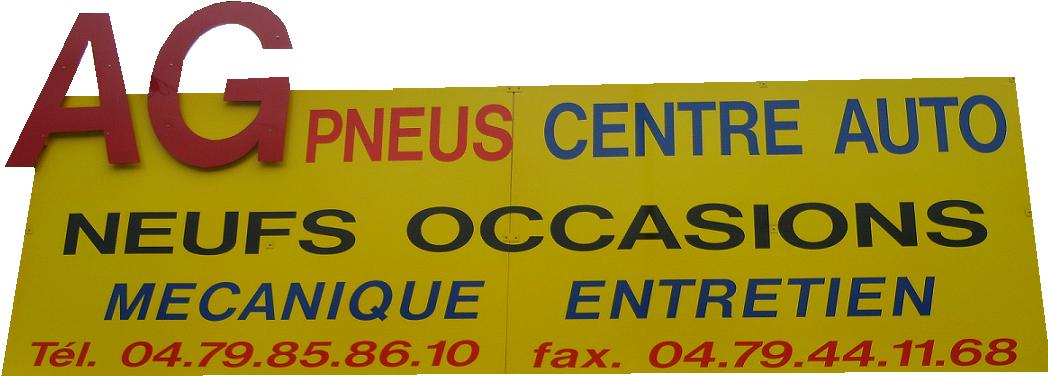 AG PNEUS CENTRE AUTO
NEUFS OCCASIONS
MECANIQUE ENTRETIEN
Tél. 04.79.85.86.10 fax. 04.79.44.11.68